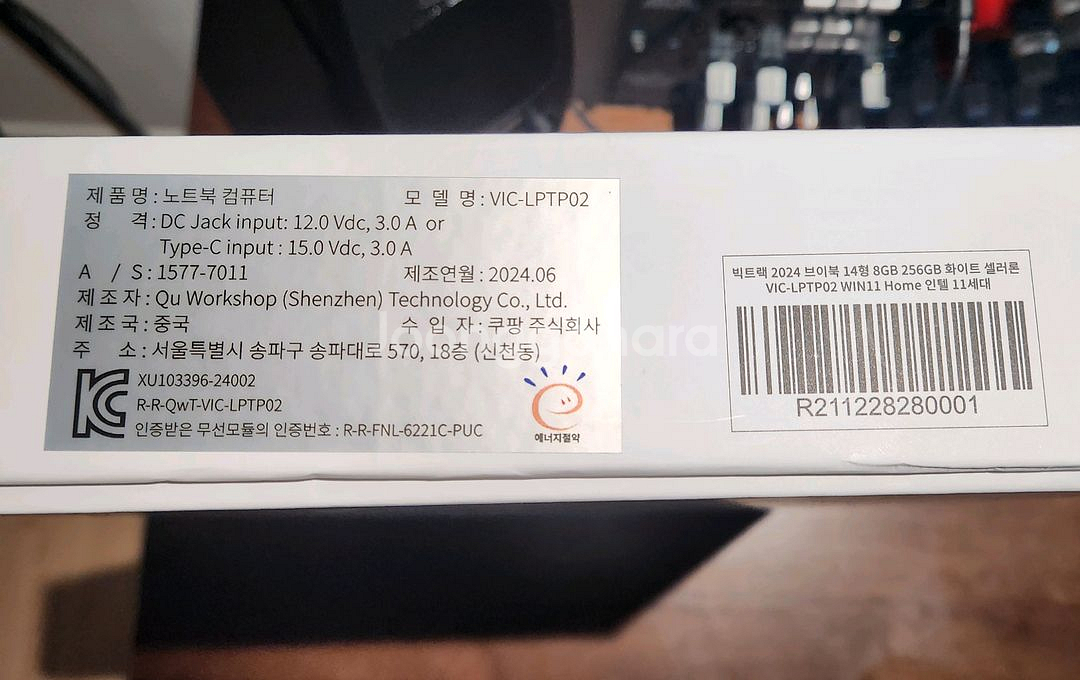 제품명 : 노트북 컴퓨터 모 델 명 : VIC-LPTP02
정 격 : DC Jack input: 12.0 Vdc, 3.0 A or
Type-C input : 15.0 Vdc, 3.0 A
A / S : 1577-7011 제조연월 : 2024.06
제조자 : Qu Workshop (Shenzhen) Technology Co., Ltd.
제조국 : 중국 수 입 자 : 쿠팡 주식회사
주 소 : 서울특별시 송파구 송파대로 570, 18층 (신천동)
XU103396-24002
R-R-QwT-VIC-LPTP02
인증받은 무선모듈의 인증번호 : R-R-FNL-6221C-PUC
에너지절약
빅트랙 2024 브이북 14형 8GB 256GB 화이트 셀러론
VIC-LPTP02 WIN11 Home 인텔 11세대
R211228280001